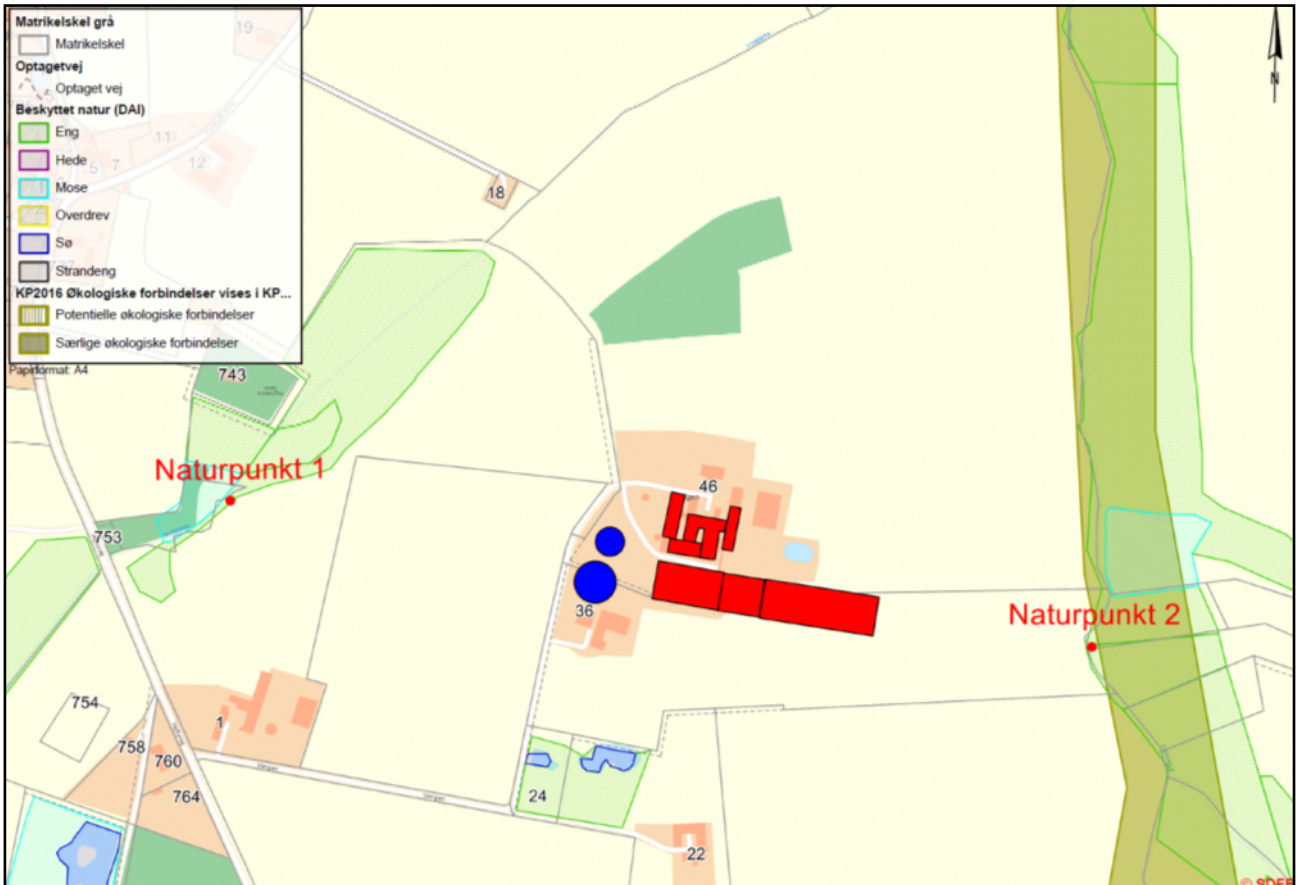 Matrikelskel grå
Matrikelskel
Optagetvej
Optaget vej
Beskyttet natur (DAI)
Eng
Hede
Mose
Overdrev
Sø
Strandeng
KP2016 Økologiske forbindelser vises i KP...
Potentielle økologiske forbindelser
Særlige økologiske forbindelser
Papirformat: A4
N
19
11
12
5
7
18
743
Naturpunkt 1
46
753
36
Naturpunkt 2
754
1
758
760
764
24
22
© SDFE